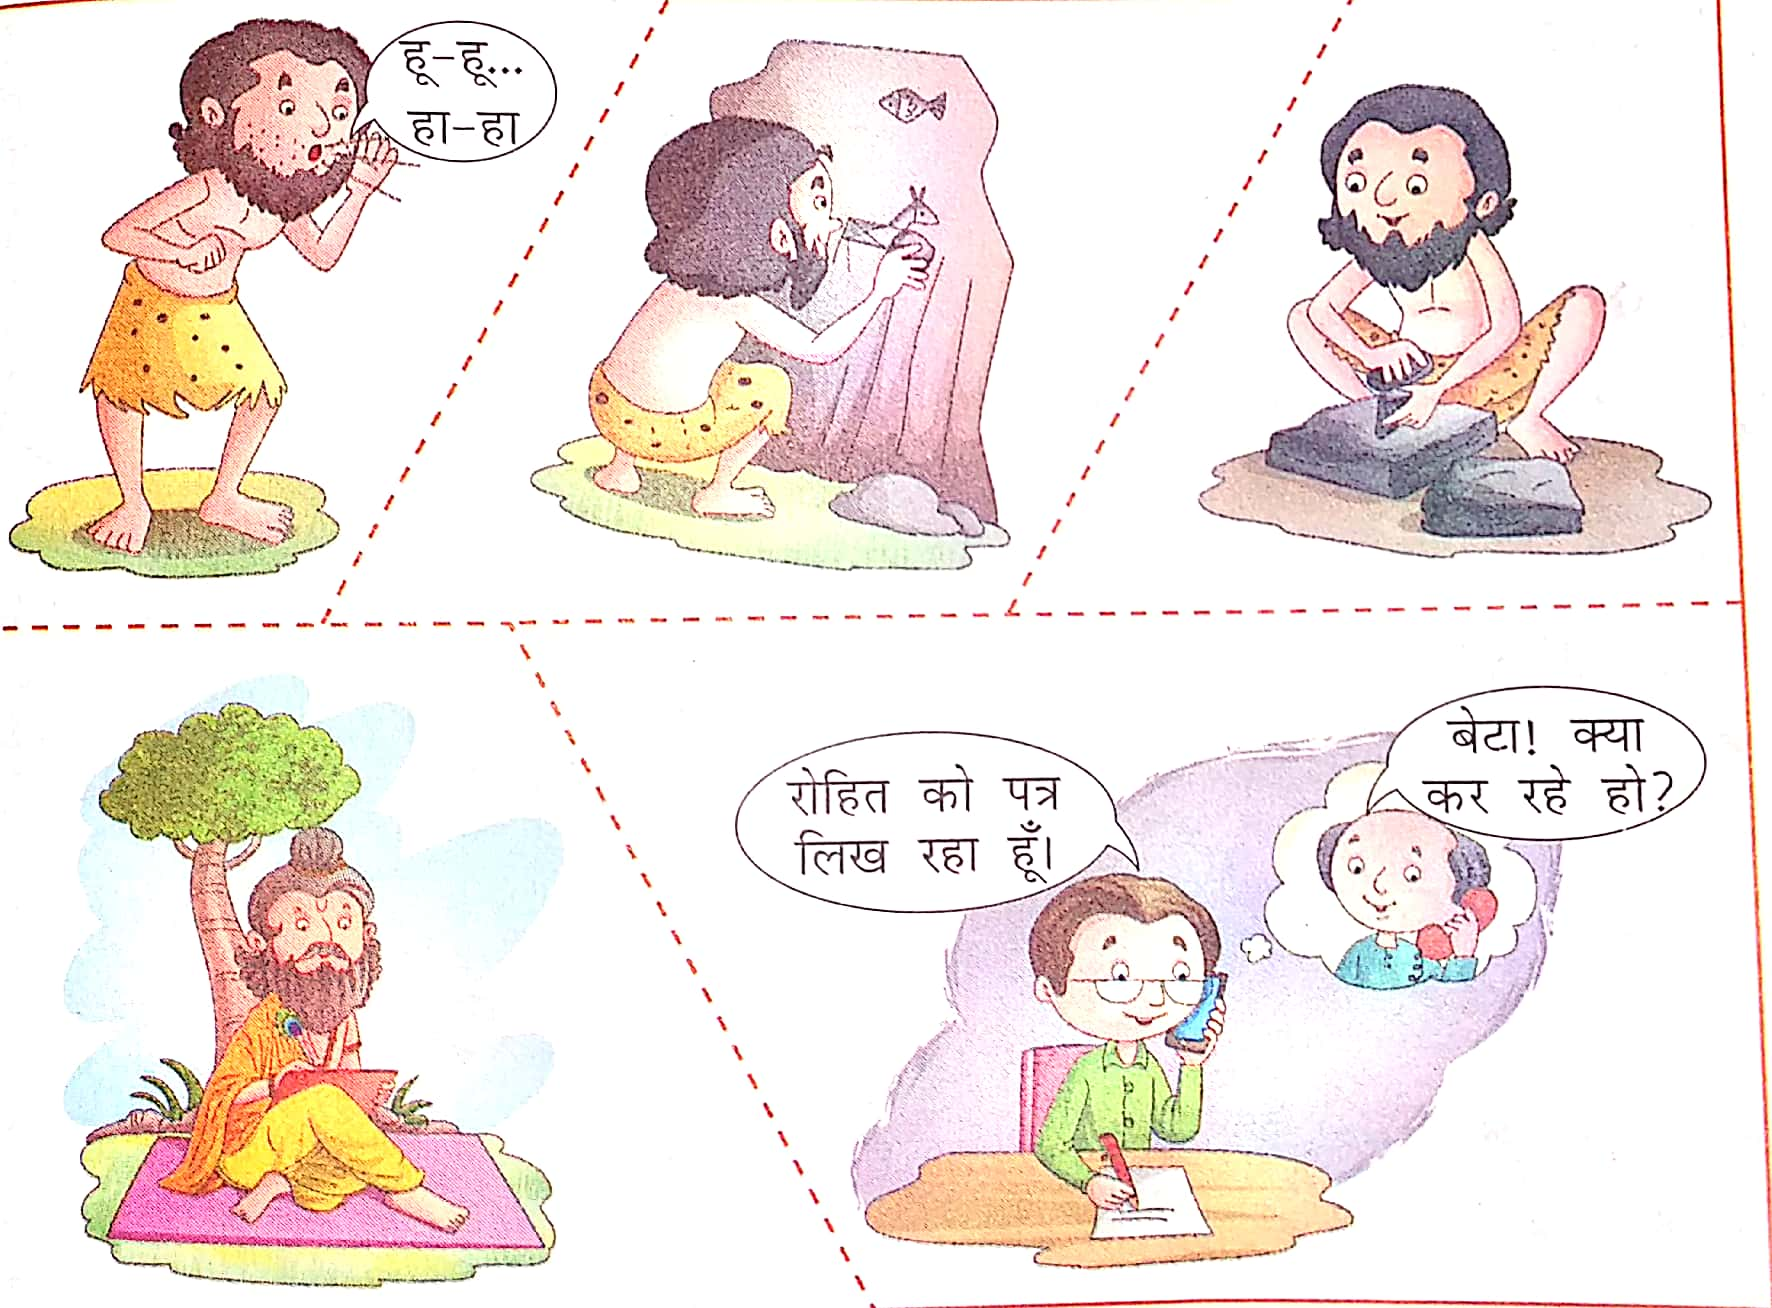 हू-हू...
हा-हा
रोहित को पत्र
लिख रहा हूँ।
बेटा! क्या
कर रहे हो?